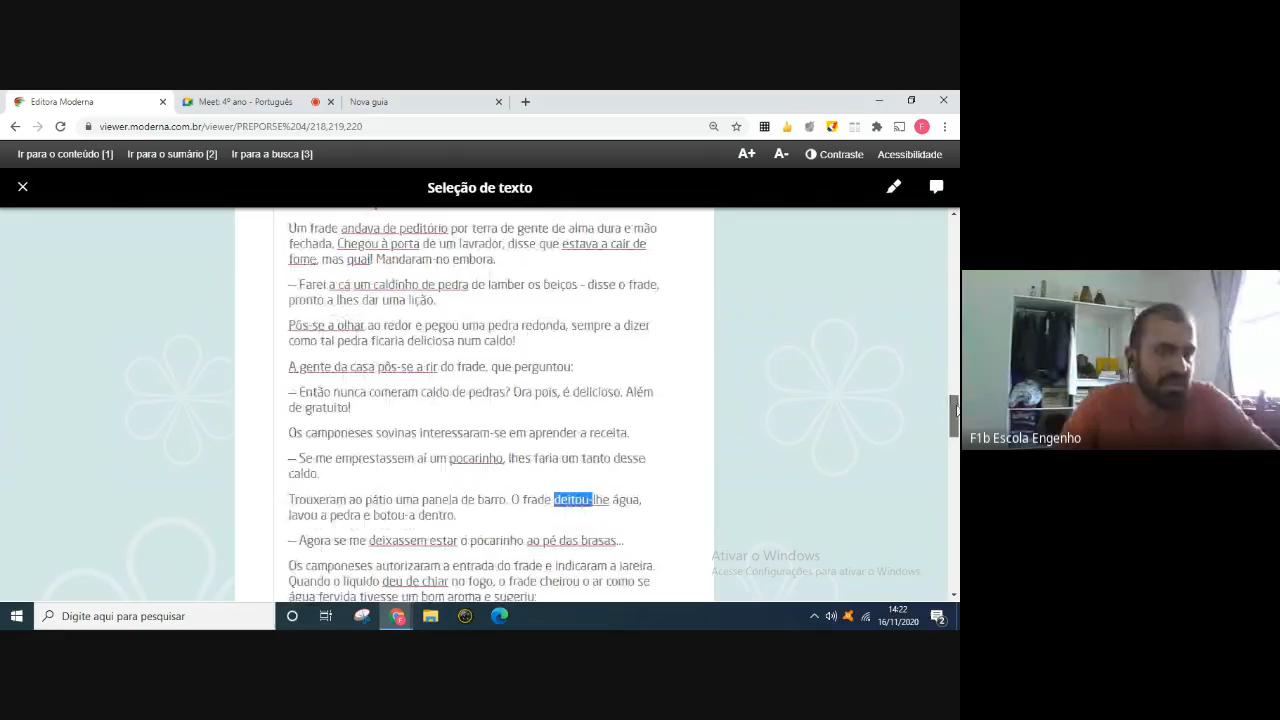 Editora Moderna
Meet: 4º ano - Português
Nova guia
viewer.moderna.com.br/viewer/PREPORSE%204/218,219,220
Ir para o conteúdo [1] Ir para o sumário [2] Ir para a busca [3] A+ A- Contraste Acessibilidade
Seleção de texto
Um frade andava de peditório por terra de gente de alma dura e mão
fechada. Chegou à porta de um lavrador, disse que estava a cair de
fome, mas qual! Mandaram-no embora.
— Farei a cá um caldinho de pedra de lamber os beiços - disse o frade,
pronto a lhes dar uma lição.
Pôs-se a olhar ao redor e pegou uma pedra redonda, sempre a dizer
como tal pedra ficaria deliciosa num caldo!
A gente da casa pôs-se a rir do frade, que perguntou:
— Então nunca comeram caldo de pedras? Ora pois, é delicioso. Além
de gratuito!
Os camponeses sovinas interessaram-se em aprender a receita.
— Se me emprestassem aí um pocarinho, lhes faria um tanto desse
caldo.
Trouxeram ao pátio uma panela de barro. O frade deitou-lhe água,
lavou a pedra e botou-a dentro.
— Agora se me deixassem estar o pocarinho ao pé das brasas...
Os camponeses autorizaram a entrada do frade e indicaram a lareira.
Quando o líquido deu de chiar no fogo, o frade cheirou o ar como se
água fervida tivesse um bom aroma e sugeriu:
Ativar o Windows
Acesse Configurações para ativar o Windows.
F1b Escola Engenho
Digite aqui para pesquisar
14:22
16/11/2020
2